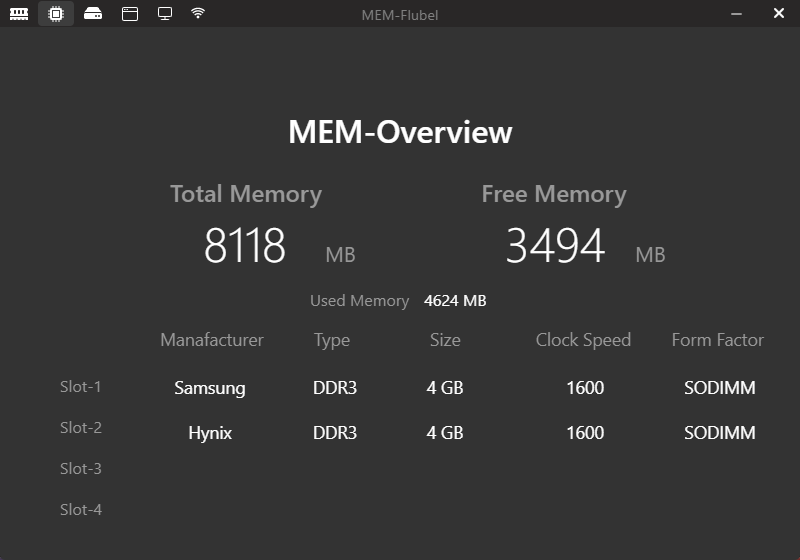 MEM-Flubel
MEM-Overview
Total Memory Free Memory
8118 MB 3494 MB
Used Memory 4624 MB
Manafacturer Type Size Clock Speed Form Factor
Slot-1 Samsung DDR3 4 GB 1600 SODIMM
Slot-2 Hynix DDR3 4 GB 1600 SODIMM
Slot-3
Slot-4